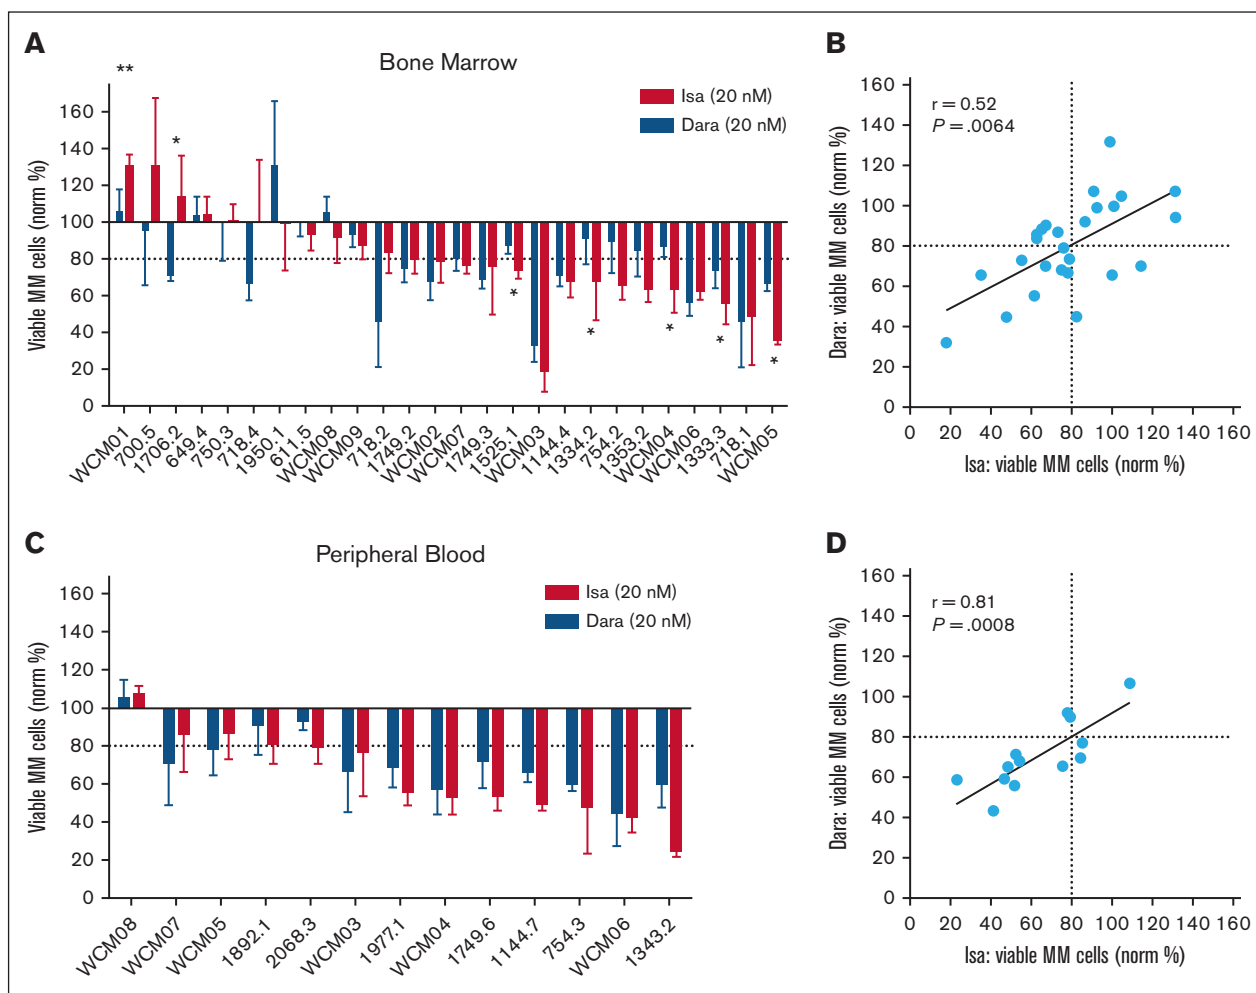 A
Bone Marrow
**
Isa (20 nM)
Dara (20 nM)
*
Viable MM cells (norm %)
160
140
120
100
80
60
40
20
0
*
*
*
*
*
WCM01
700.5
1706.2
649.4
750.3
718.4
1950.1
611.5
WCM08
WCM09
718.2
1749.2
WCM02
WCM07
1749.3
1525.1
WCM03
1144.4
1334.2
754.2
1353.2
WCM04
WCM06
1333.3
718.1
WCM05
B
r = 0.52
P = .0064
Dara: viable MM cells (norm %)
160
140
120
100
80
60
40
20
0
0 20 40 60 80 100 120 140 160
Isa: viable MM cells (norm %)
C
Peripheral Blood
Isa (20 nM)
Dara (20 nM)
Viable MM cells (norm %)
160
140
120
100
80
60
40
20
0
WCM08
WCM07
WCM05
1892.1
2068.3
WCM03
1977.1
WCM04
1749.6
1144.7
754.3
WCM06
1343.2
D
r = 0.81
P = .0008
Dara: viable MM cells (norm %)
160
140
120
100
80
60
40
20
0
0 20 40 60 80 100 120 140 160
Isa: viable MM cells (norm %)